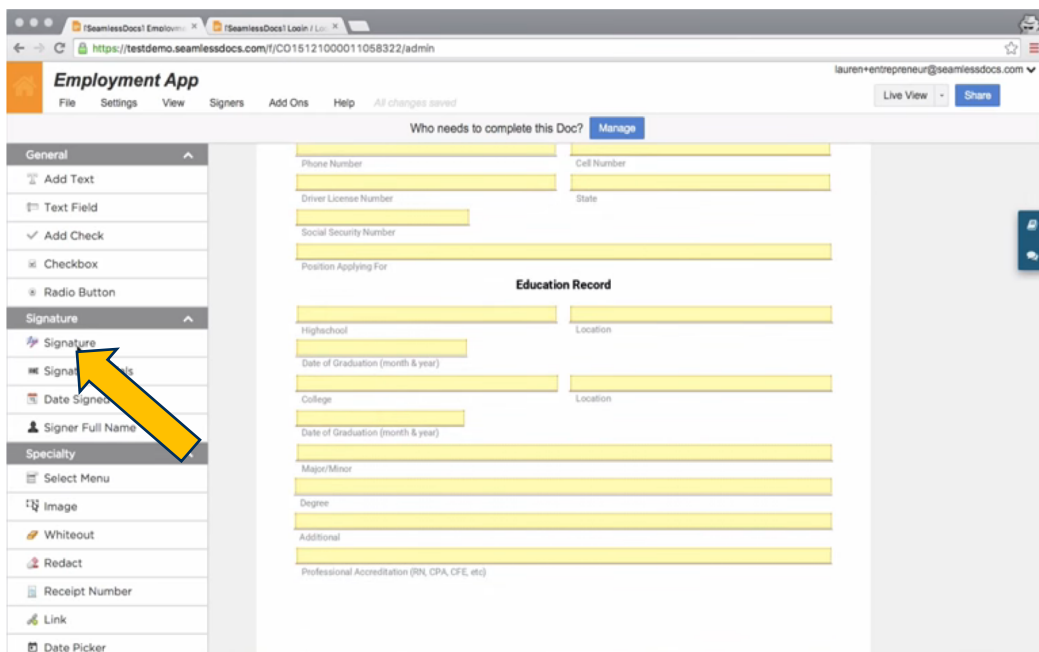 [SeamlessDocs] Employme × [SeamlessDocs] Login / Loc ×
https://testdemo.seamlessdocs.com/f/CO15121000011058322/admin
lauren+entrepreneur@seamlessdocs.com
Employment App
File Settings View Signers Add Ons Help All changes saved
Live View Share
Who needs to complete this Doc? Manage
General
Add Text
Text Field
Add Check
Checkbox
Radio Button
Signature
Signature
Date Signed
Signer Full Name
Specialty
Select Menu
Image
Whiteout
Redact
Receipt Number
Link
Date Picker
Phone Number Cell Number
Driver License Number State
Social Security Number
Position Applying For
Education Record
Highschool Location
Date of Graduation (month & year)
College Location
Date of Graduation (month & year)
Major/Minor
Degree
Additional
Professional Accreditation (RN, CPA, CFE, etc)